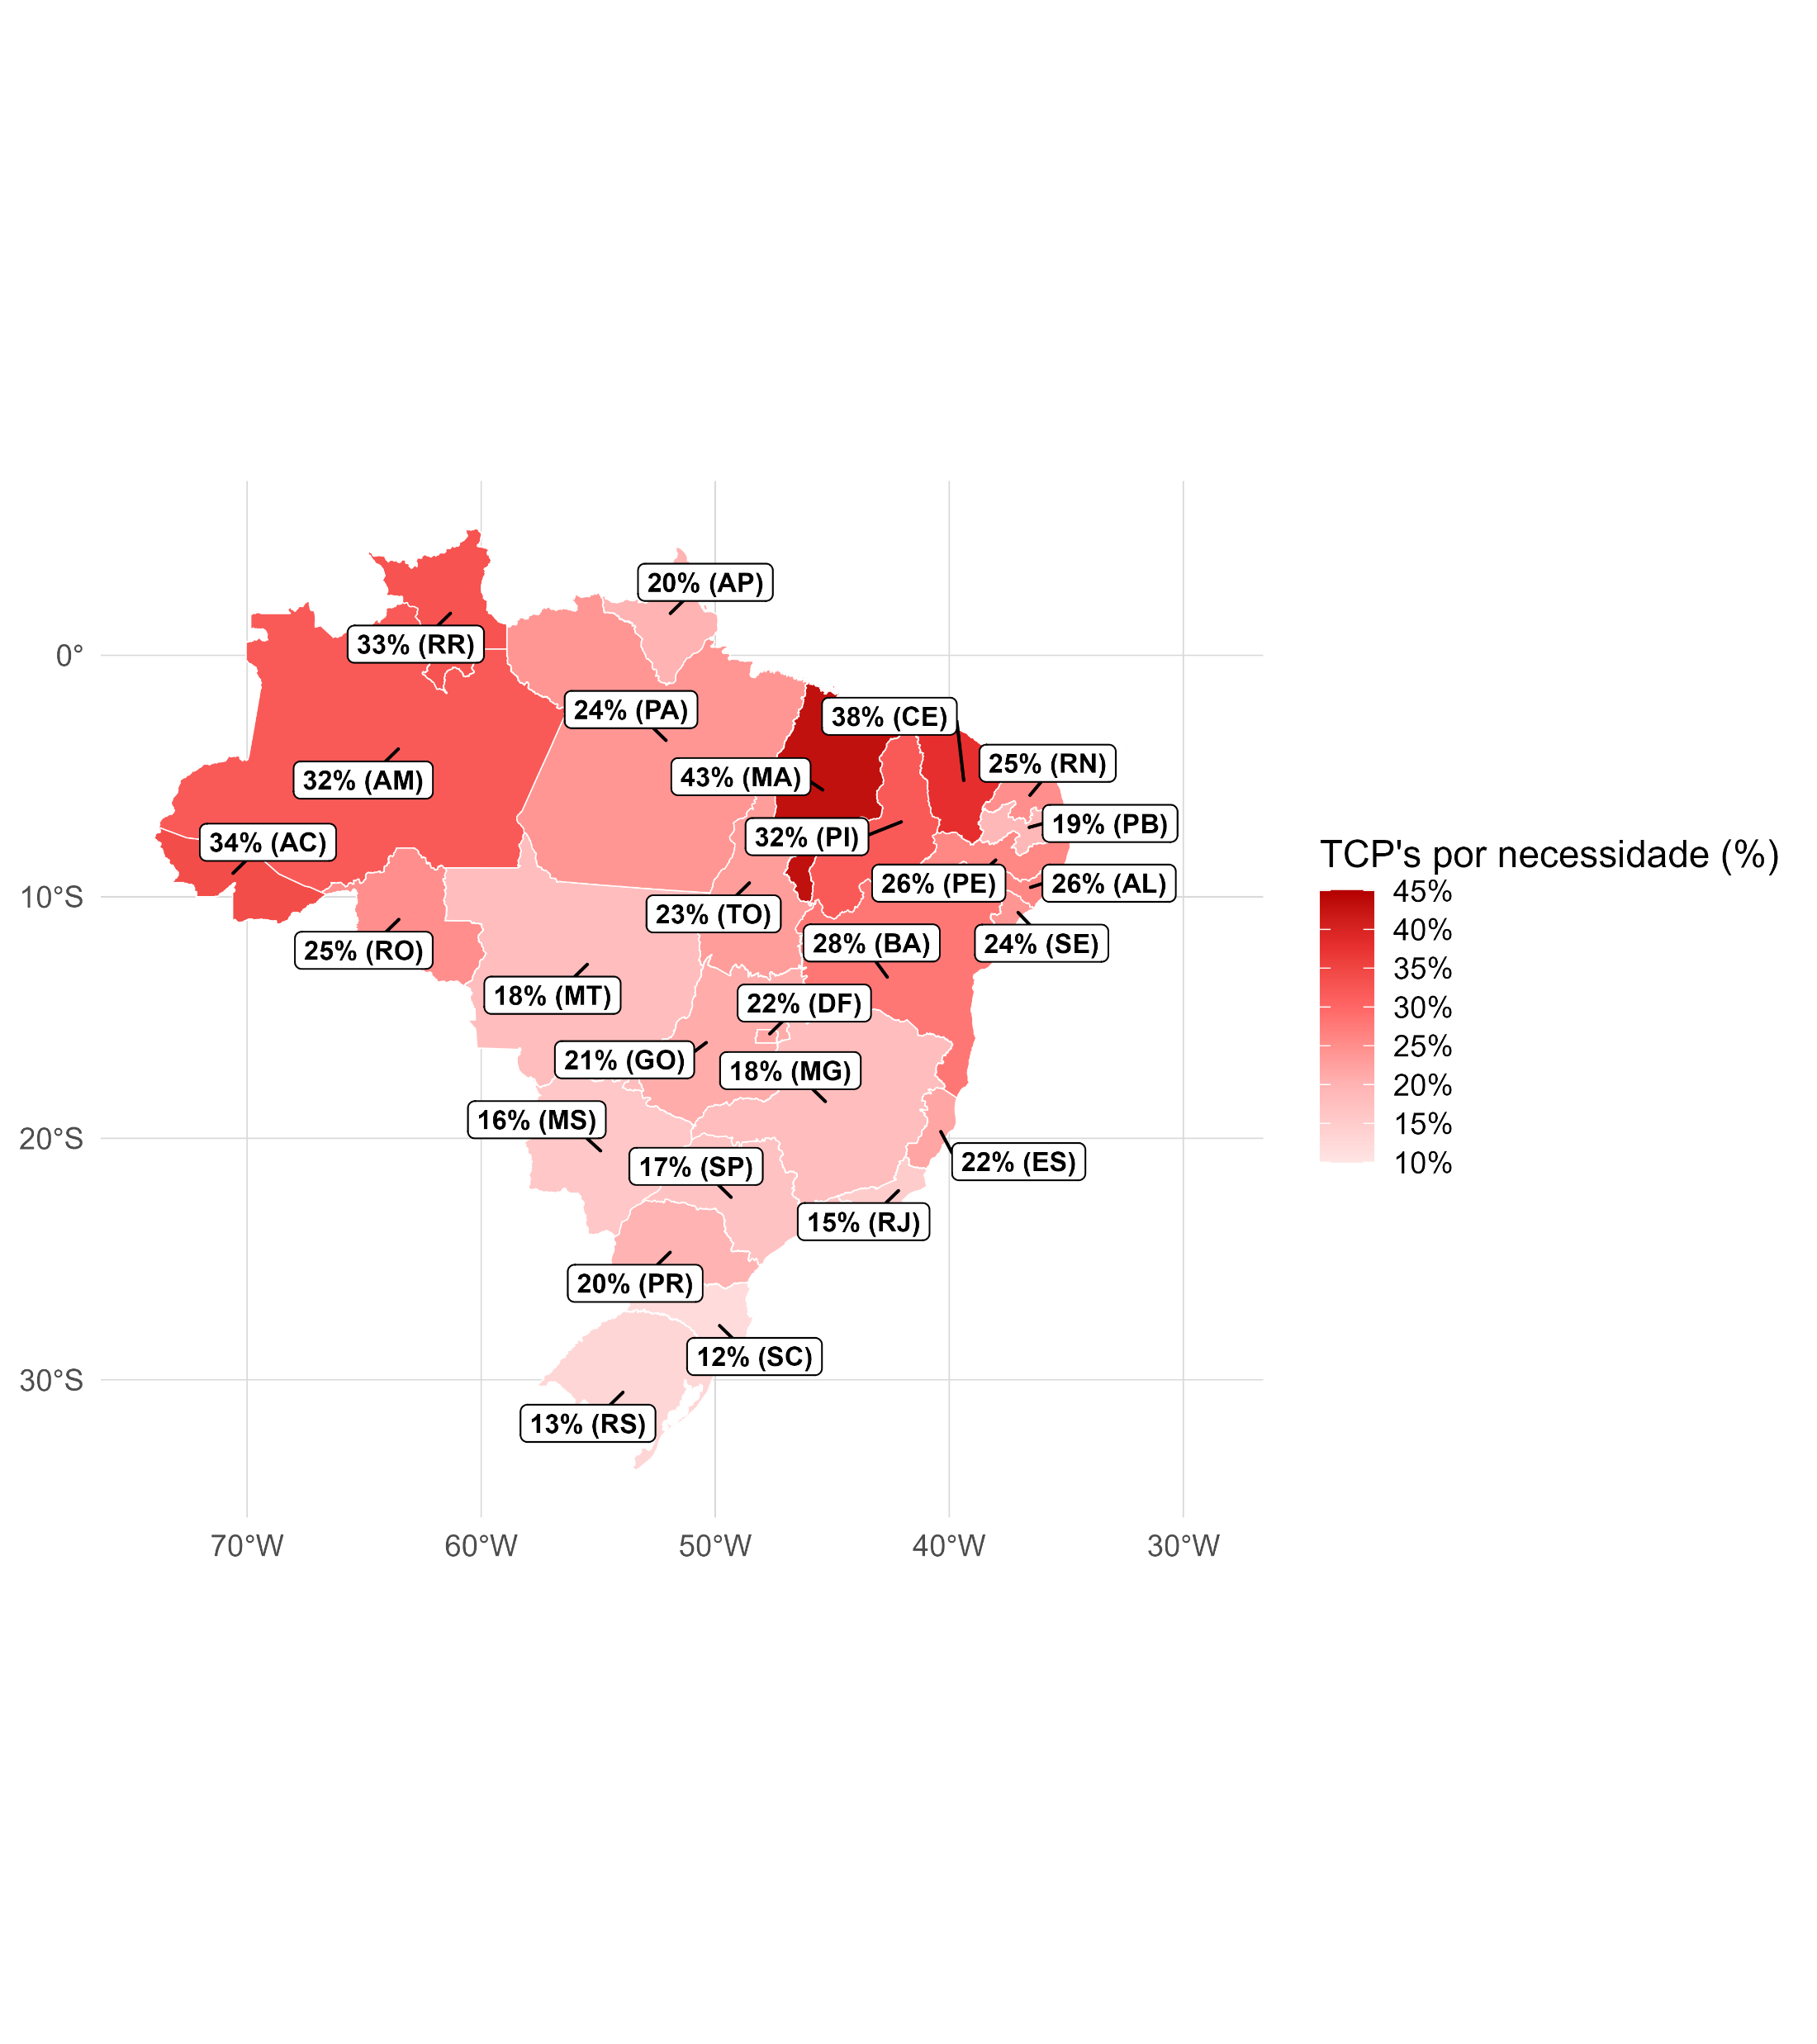 20% (AP)
33% (RR)
0°
24% (PA)
38% (CE)
25% (RN)
43% (MA)
32% (AM)
19% (PB)
32% (PI)
34% (AC)
TCP's por necessidade (%)
26% (PE)
26% (AL)
45%
10°S
23% (TO)
40%
25% (RO)
28% (BA)
24% (SE)
35%
18% (MT)
22% (DF)
30%
21% (GO)
18% (MG)
25%
20%
16% (MS)
15%
20°S
17% (SP)
22% (ES)
10%
15% (RJ)
20% (PR)
12% (SC)
30°S
13% (RS)
70°W
60°W
50°W
40°W
30°W